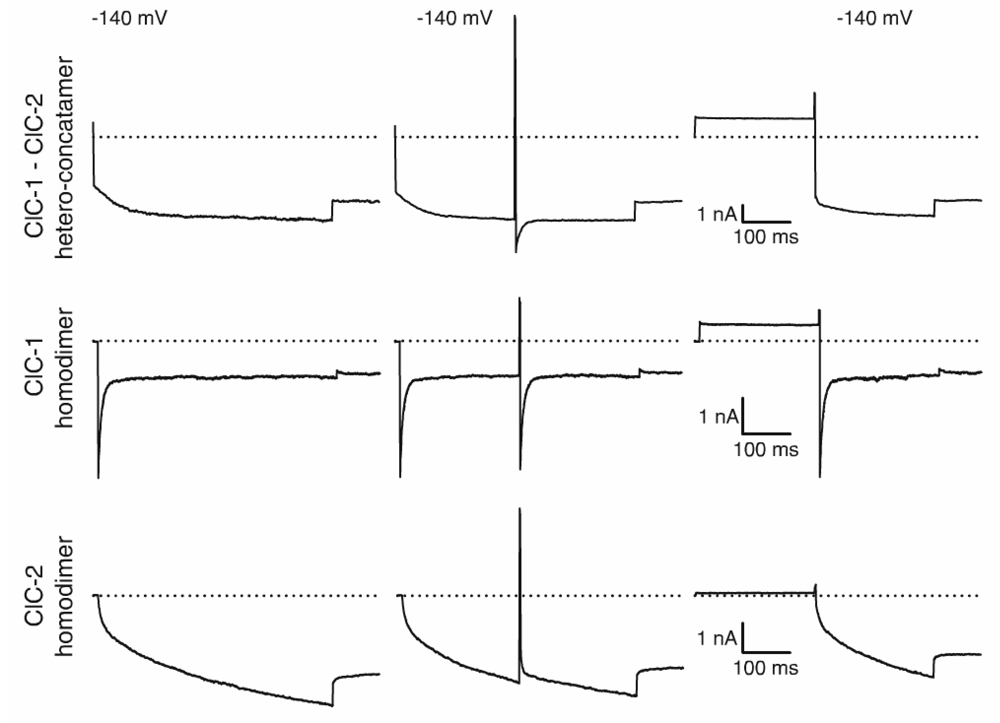 -140 mV
-140 mV
-140 mV
ClC-1 - ClC-2
hetero-concatamer
1 nA
100 ms
ClC-1
homodimer
1 nA
100 ms
ClC-2
homodimer
1 nA
100 ms